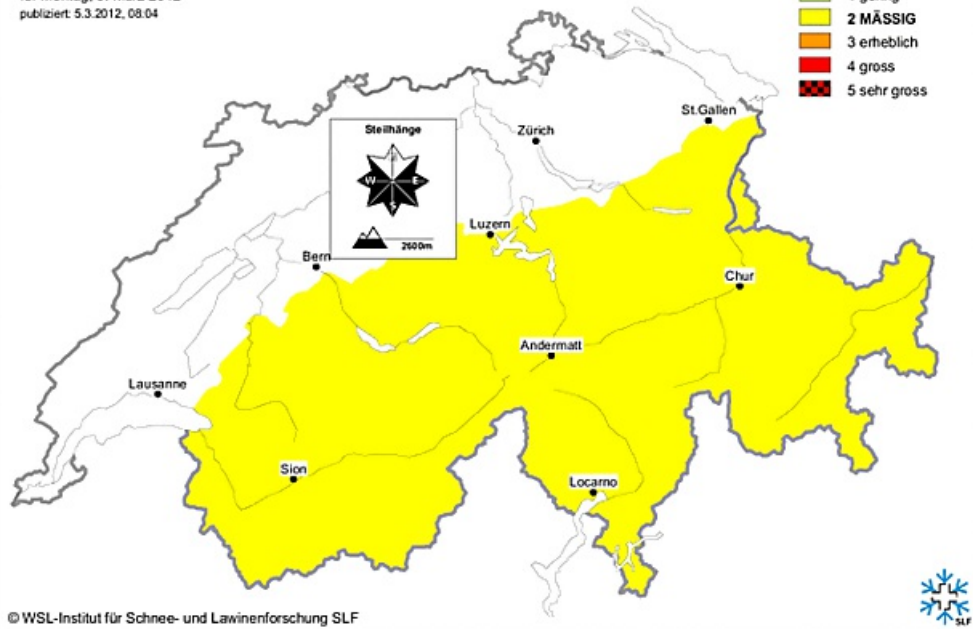 publiziert: 5.3.2012, 08:04
2 MÄSSIG
3 erheblich
4 gross
5 sehr gross
St.Gallen
Zürich
Steilhänge
W
E
S
2600m
Luzern
Bern
Chur
Andermatt
Lausanne
Sion
Locarno
© WSL-Institut für Schnee- und Lawinenforschung SLF
SLF